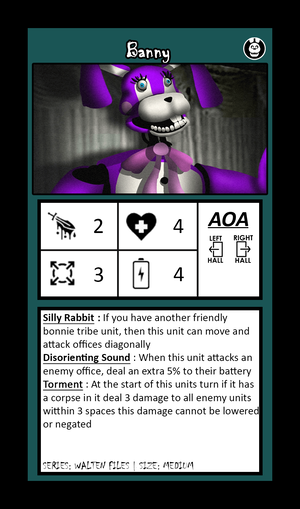 Banny
2
4
AOA
LEFT
HALL
RIGHT
HALL
3
4
Silly Rabbit : If you have another friendly
bonnie tribe unit, then this unit can move and
attack offices diagonally
Disorienting Sound : When this unit attacks an
enemy office, deal an extra 5% to their battery
Torment : At the start of this units turn if it has
a corpse in it deal 3 damage to all enemy units
witthin 3 spaces this damage cannot be lowered
or negated
SERIES: WALTEN FILES | SIZE: MEDIUM